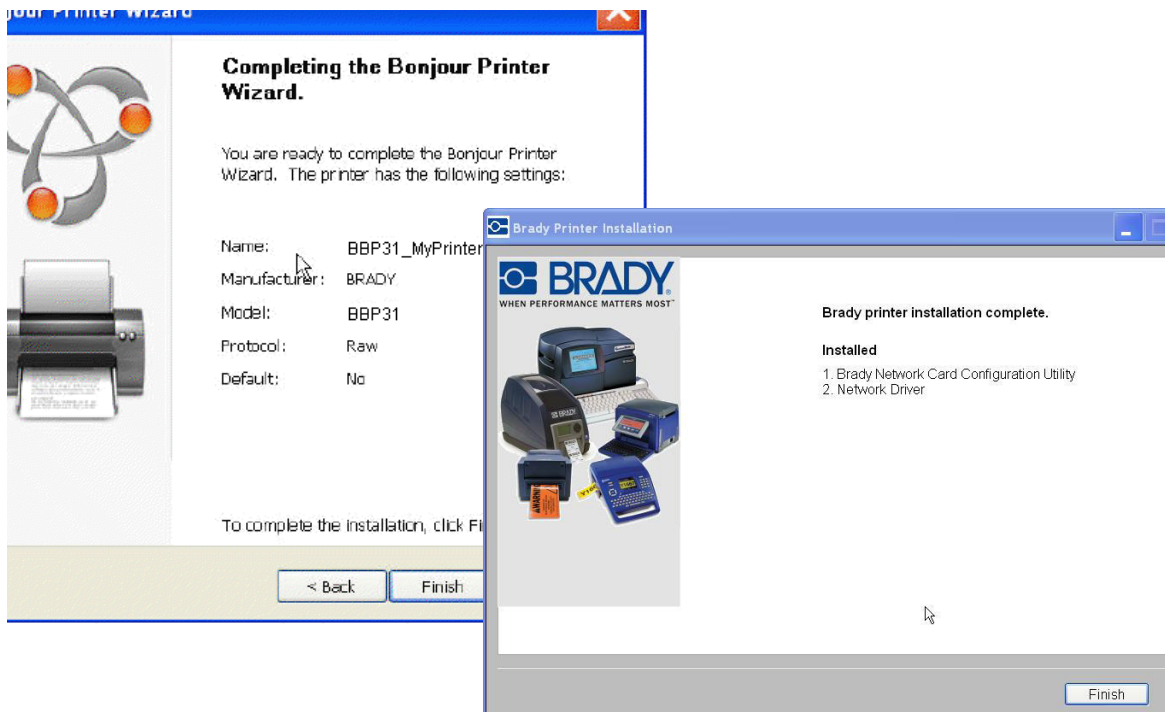 jour Printer Wizard
Completing the Bonjour Printer
Wizard.
You are ready to complete the Bonjour Printer
Wizard. The printer has the following settings:
Name: BBP31_MyPrinter
Manufacturer: BRADY
Model: BBP31
Protocol: Raw
Default: No
To complete the installation, click Fi
< Back
Finish
Brady Printer Installation
BRADY
WHEN PERFORMANCE MATTERS MOST™
Brady printer installation complete.
Installed
1. Brady Network Card Configuration Utility
2. Network Driver
Finish